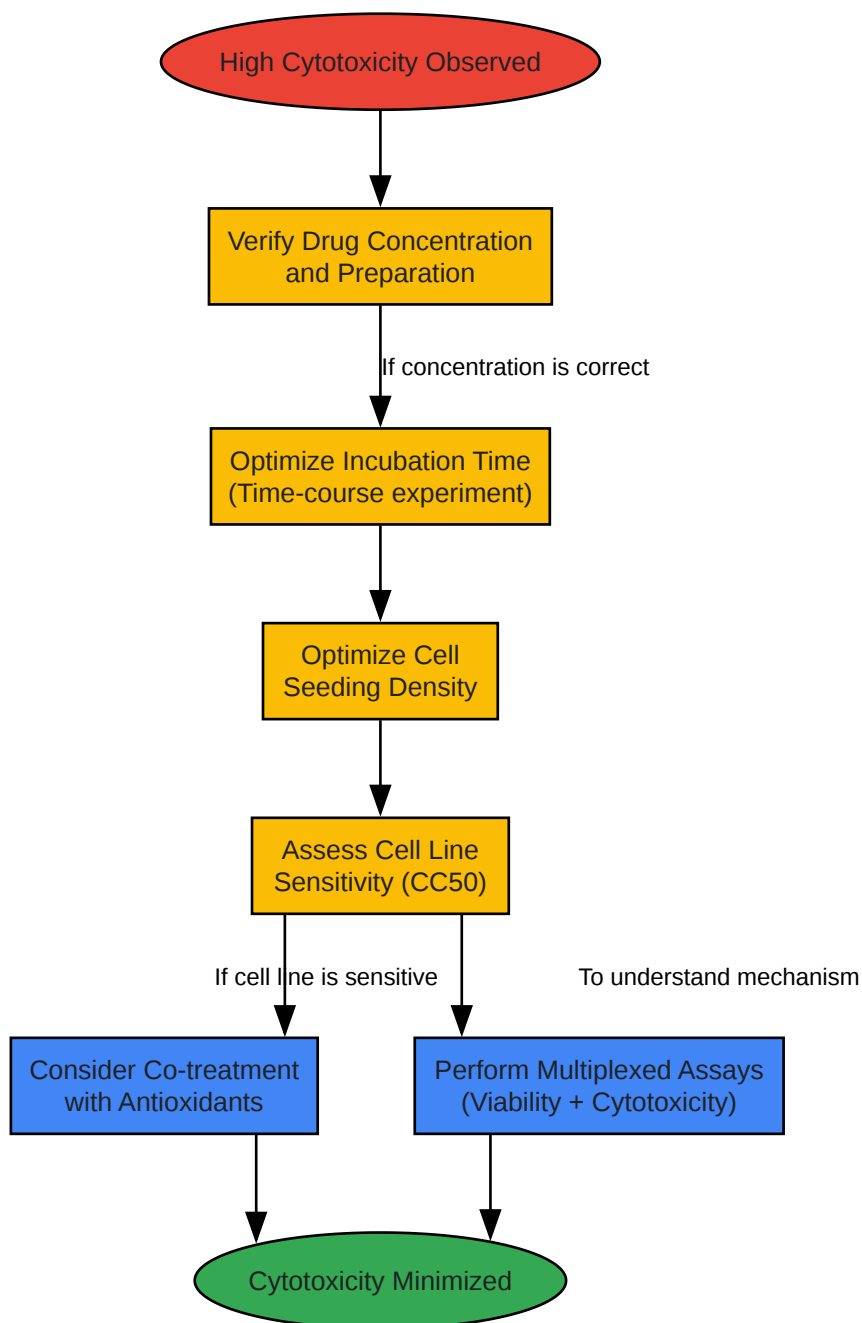 High Cytotoxicity Observed
Verify Drug Concentration
and Preparation
If concentration is correct
Optimize Incubation Time
(Time-course experiment)
Optimize Cell
Seeding Density
Assess Cell Line
Sensitivity (CC50)
If cell line is sensitive
To understand mechanism
Consider Co-treatment
with Antioxidants
Perform Multiplexed Assays
(Viability + Cytotoxicity)
Cytotoxicity Minimized